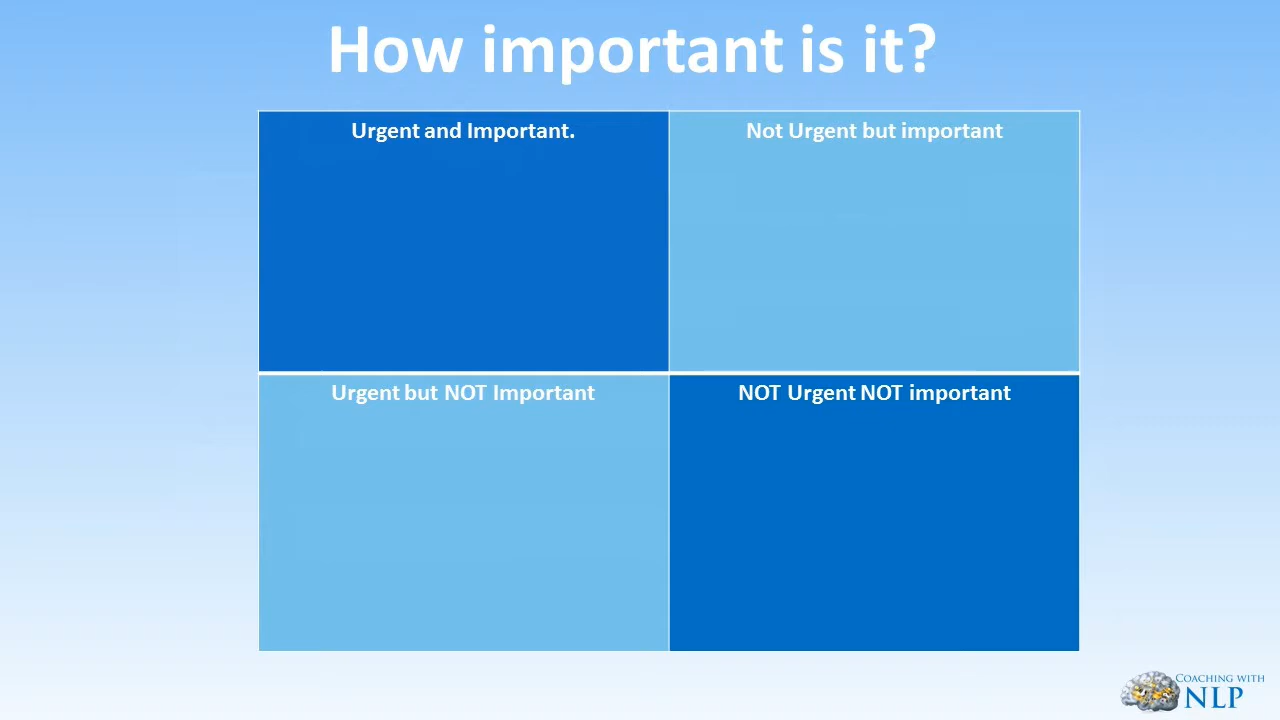 How important is it?
Urgent and Important.
Not Urgent but important
Urgent but NOT Important
NOT Urgent NOT important
COACHING WITH
NLP